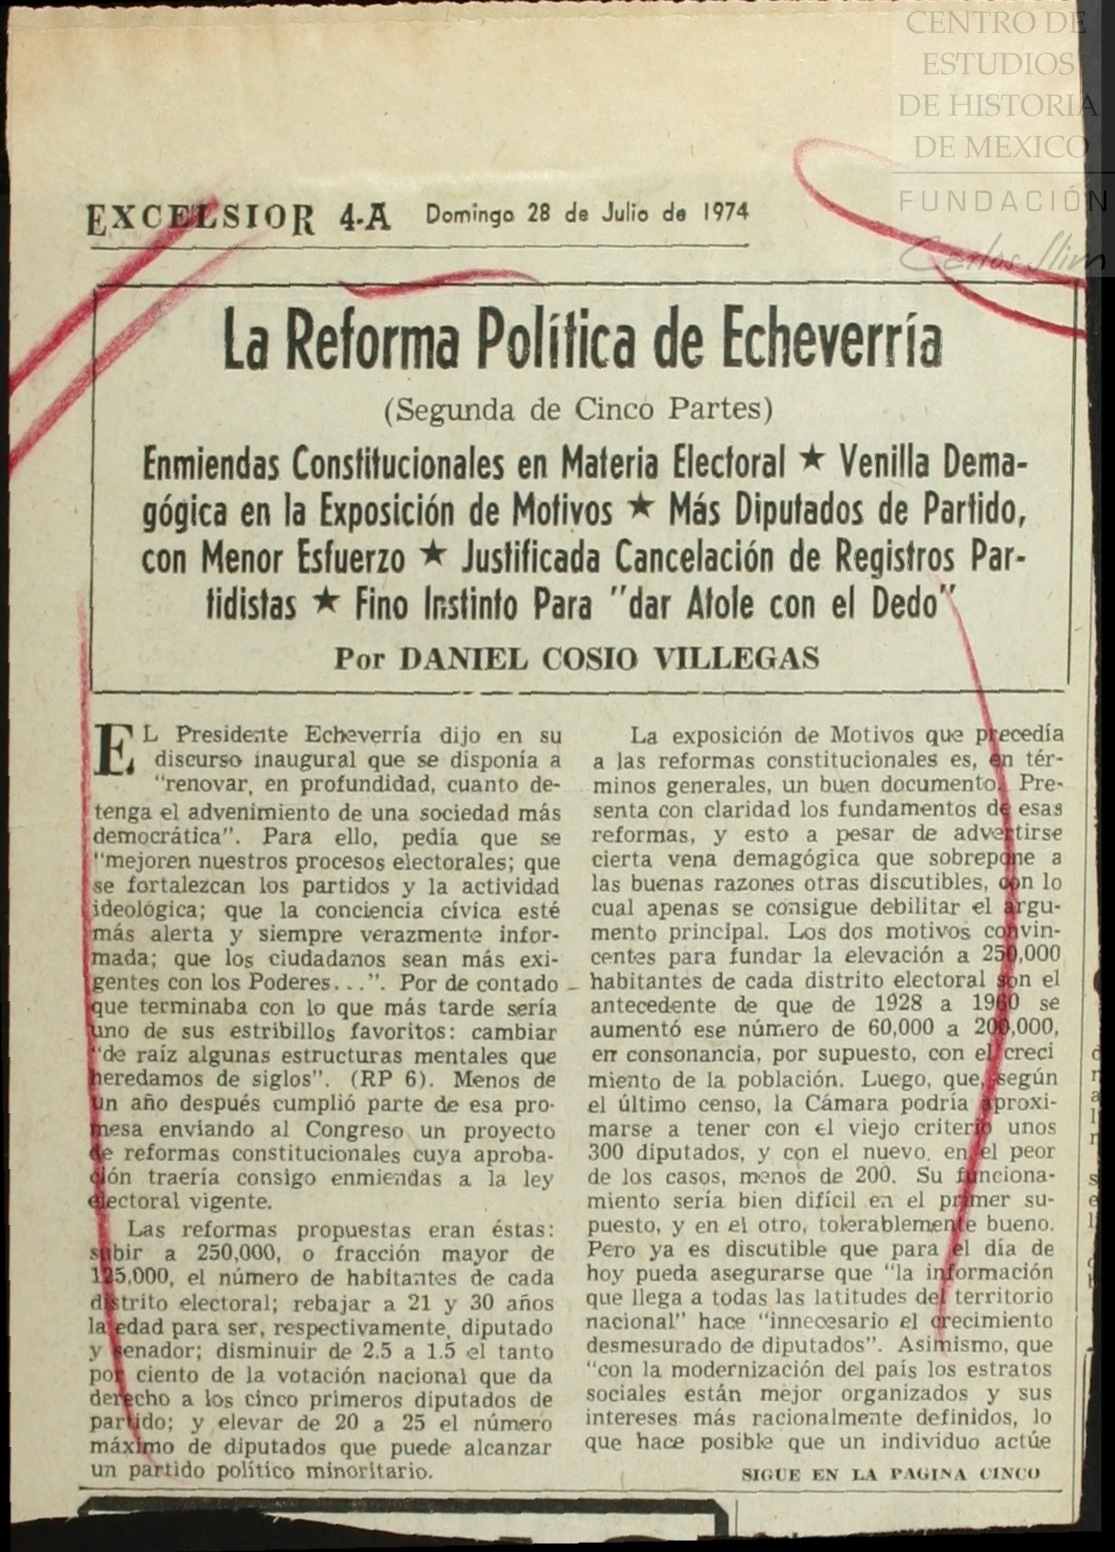 CENTRO DE
ESTUDIOS
DE HISTORIA
DE MEXICO
FUNDACIÓN
Carlos Slim
EXCELSIOR 4-A Domingo 28 de Julio de 1974
La Reforma Política de Echeverría
(Segunda de Cinco Partes)
Enmiendas Constitucionales en Materia Electoral ★ Venilla Dema-
gógica en la Exposición de Motivos ★ Más Diputados de Partido,
con Menor Esfuerzo ★ Justificada Cancelación de Registros Par-
tidistas ★ Fino Instinto Para "dar Atole con el Dedo"
Por DANIEL COSIO VILLEGAS
EL Presidente Echeverría dijo en su
discurso inaugural que se disponía a
"renovar, en profundidad, cuanto de-
tenga el advenimiento de una sociedad más
democrática". Para ello, pedía que se
"mejoren nuestros procesos electorales; que
se fortalezcan los partidos y la actividad
ideológica; que la conciencia cívica esté
más alerta y siempre verazmente infor-
mada; que los ciudadanos sean más exi-
gentes con los Poderes...". Por de contado
que terminaba con lo que más tarde sería
uno de sus estribillos favoritos: cambiar
"de raíz algunas estructuras mentales que
heredamos de siglos". (RP 6). Menos de
un año después cumplió parte de esa pro-
mesa enviando al Congreso un proyecto
de reformas constitucionales cuya aproba-
ción traería consigo enmiendas a la ley
electoral vigente.
Las reformas propuestas eran éstas:
subir a 250,000, o fracción mayor de
125,000, el número de habitantes de cada
distrito electoral; rebajar a 21 y 30 años
la edad para ser, respectivamente, diputado
y senador; disminuir de 2.5 a 1.5 el tanto
por ciento de la votación nacional que da
derecho a los cinco primeros diputados de
partido; y elevar de 20 a 25 el número
máximo de diputados que puede alcanzar
un partido político minoritario.
La exposición de Motivos que precedía
a las reformas constitucionales es, en tér-
minos generales, un buen documento. Pre-
senta con claridad los fundamentos de esas
reformas, y esto a pesar de advertirse
cierta vena demagógica que sobrepone a
las buenas razones otras discutibles, con lo
cual apenas se consigue debilitar el argu-
mento principal. Los dos motivos convin-
centes para fundar la elevación a 250,000
habitantes de cada distrito electoral son el
antecedente de que de 1928 a 1960 se
aumentó ese número de 60,000 a 200,000,
en consonancia, por supuesto, con el creci
miento de la población. Luego, que, según
el último censo, la Cámara podría aproxi-
marse a tener con el viejo criterio unos
300 diputados, y con el nuevo, en el peor
de los casos, menos de 200. Su funciona-
miento sería bien difícil en el primer su-
puesto, y en el otro, tolerablemente bueno.
Pero ya es discutible que para el día de
hoy pueda asegurarse que "la información
que llega a todas las latitudes del territorio
nacional" hace "innecesario el crecimiento
desmesurado de diputados". Asimismo, que
"con la modernización del país los estratos
sociales están mejor organizados y sus
intereses más racionalmente definidos, lo
que hace posible que un individuo actúe
SIGUE EN LA PAGINA CINCO